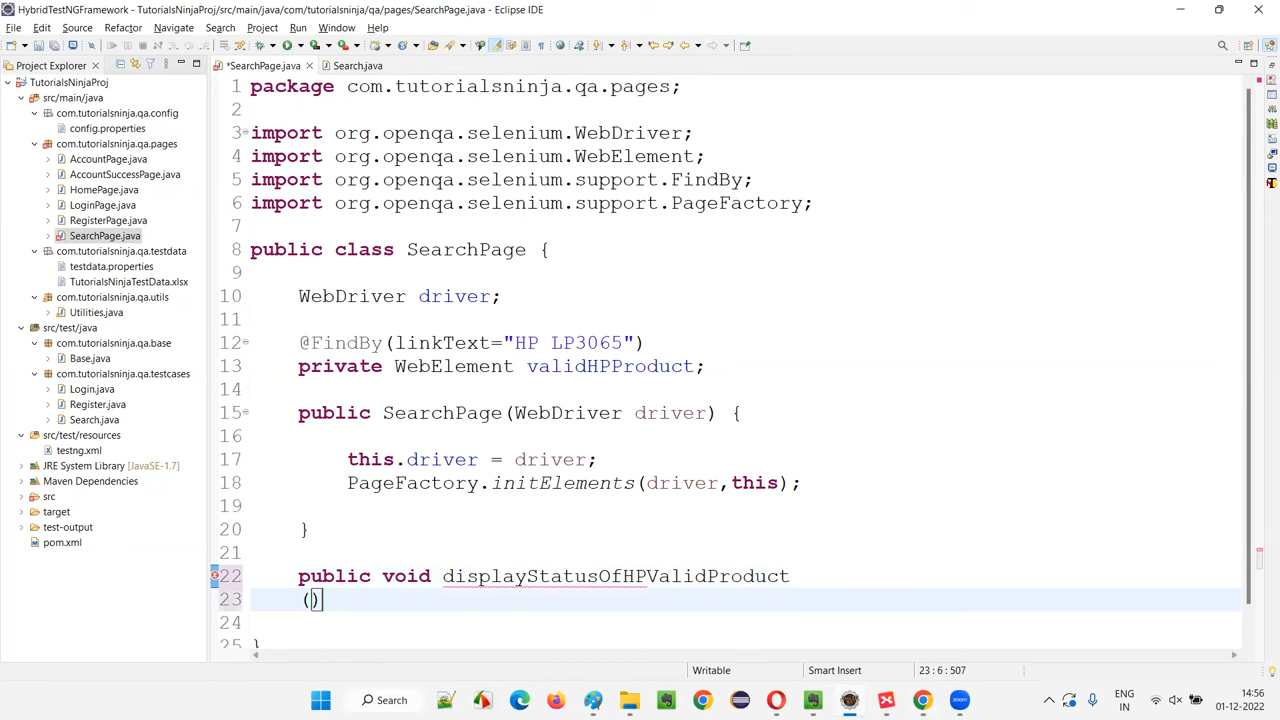 HybridTestNGFramework - TutorialsNinjaProj/src/main/java/com/tutorialsninja/qa/pages/SearchPage.java - Eclipse IDE
File Edit Source Refactor Navigate Search Project Run Window Help
Project Explorer
*SearchPage.java
Search.java
TutorialsNinjaProj
src/main/java
com.tutorialsninja.qa.config
config.properties
com.tutorialsninja.qa.pages
AccountPage.java
AccountSuccessPage.java
HomePage.java
LoginPage.java
RegisterPage.java
SearchPage.java
com.tutorialsninja.qa.testdata
testdata.properties
TutorialsNinjaTestData.xlsx
com.tutorialsninja.qa.utils
Utilities.java
src/test/java
com.tutorialsninja.qa.base
Base.java
com.tutorialsninja.qa.testcases
Login.java
Register.java
Search.java
src/test/resources
testng.xml
JRE System Library [JavaSE-1.7]
Maven Dependencies
src
target
test-output
pom.xml
1 package com.tutorialsninja.qa.pages;
2
3 import org.openqa.selenium.WebDriver;
4 import org.openqa.selenium.WebElement;
5 import org.openqa.selenium.support.FindBy;
6 import org.openqa.selenium.support.PageFactory;
7
8 public class SearchPage {
9
10 WebDriver driver;
11
12 @FindBy(linkText="HP LP3065")
13 private WebElement validHPProduct;
14
15 public SearchPage(WebDriver driver) {
16
17 this.driver = driver;
18 PageFactory.initElements(driver,this);
19
20 }
21
22 public void displayStatusOfHPValidProduct
23 ()
24
25 }
Writable Smart Insert 23 : 6 : 507
Search
ENG
IN
14:56
01-12-2022